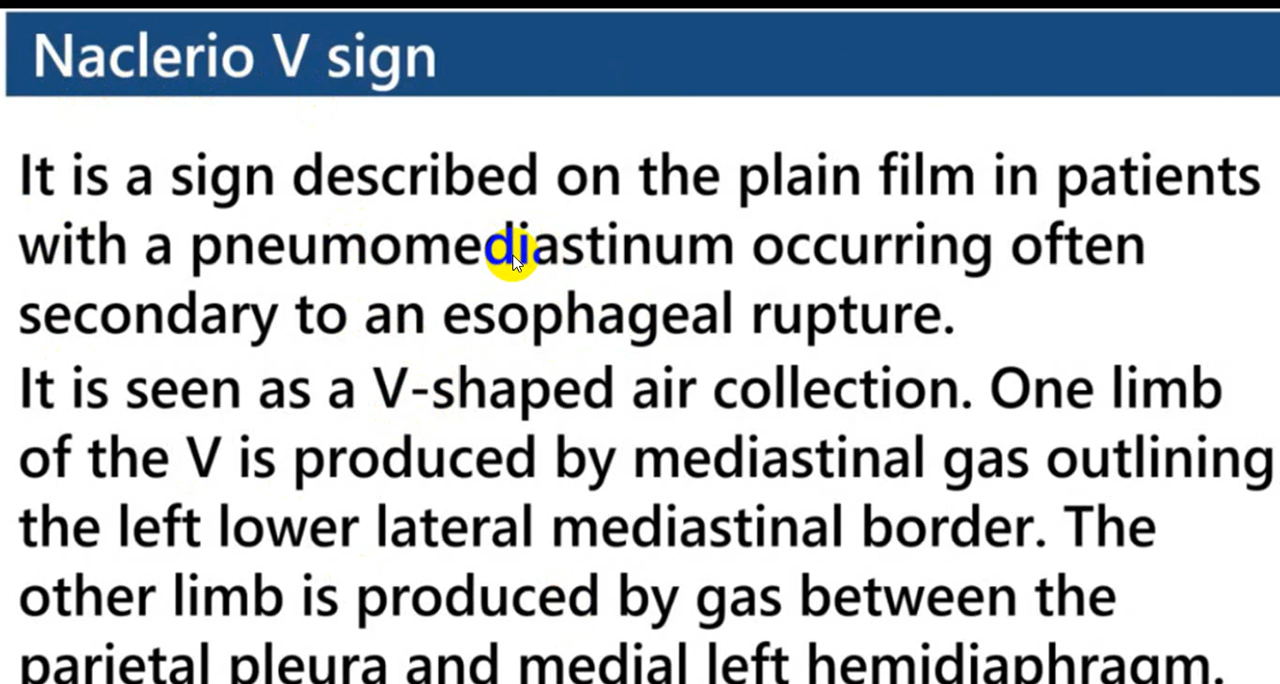 Naclerio V sign
It is a sign described on the plain film in patients
with a pneumomediastinum occurring often
secondary to an esophageal rupture.
It is seen as a V-shaped air collection. One limb
of the V is produced by mediastinal gas outlining
the left lower lateral mediastinal border. The
other limb is produced by gas between the
parietal pleura and medial left hemidiaphragm.